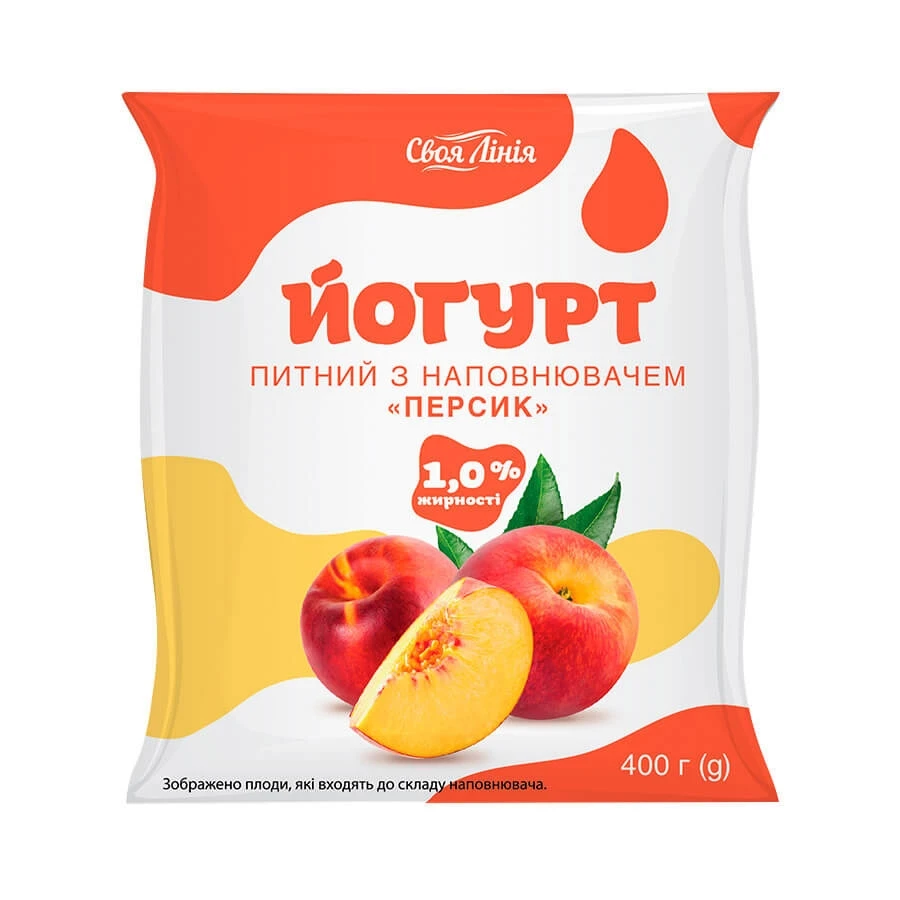 Своя Лінія
ЙОГУРТ
ПИТНИЙ З НАПОВНЮВАЧЕМ
«ПЕРСИК»
1,0%
жирності
400 г (g)
Зображено плоди, які входять до складу наповнювача.